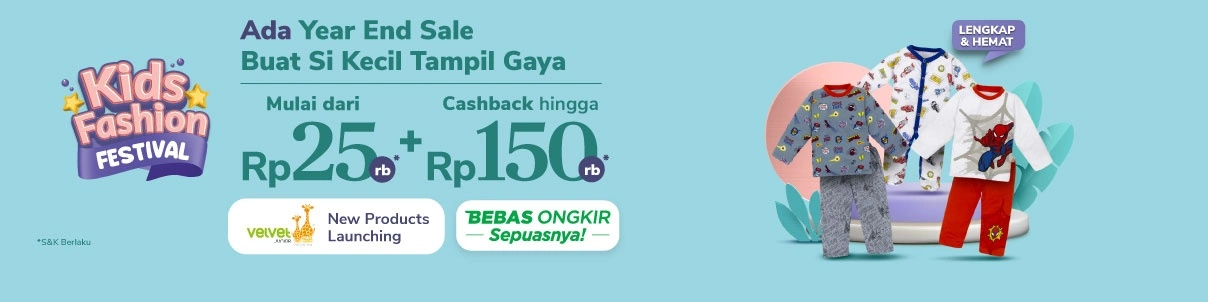 Kids
Fashion
FESTIVAL
Ada Year End Sale
Buat Si Kecil Tampil Gaya
Mulai dari
Rp25rb*
+
Cashback hingga
Rp150rb*
velvet
JUNIOR
New Products
Launching
BEBAS ONGKIR
Sepuasnya!
*S&K Berlaku
LENGKAP
& HEMAT